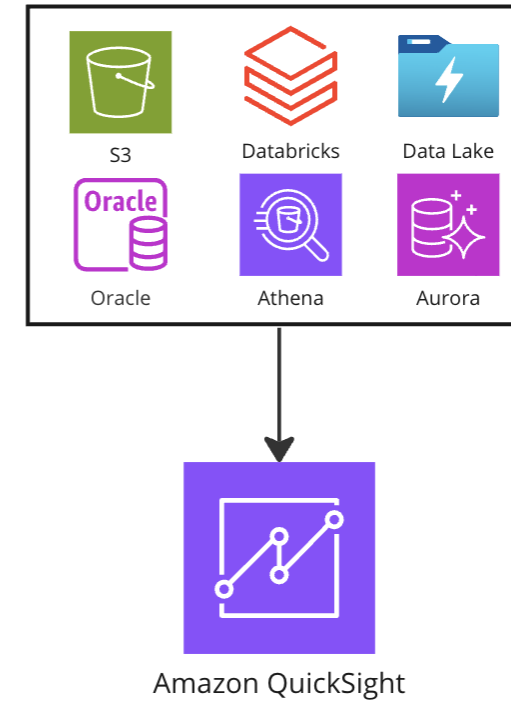 S3
Databricks
Data Lake
Oracle
Oracle
Athena
Aurora
Amazon QuickSight